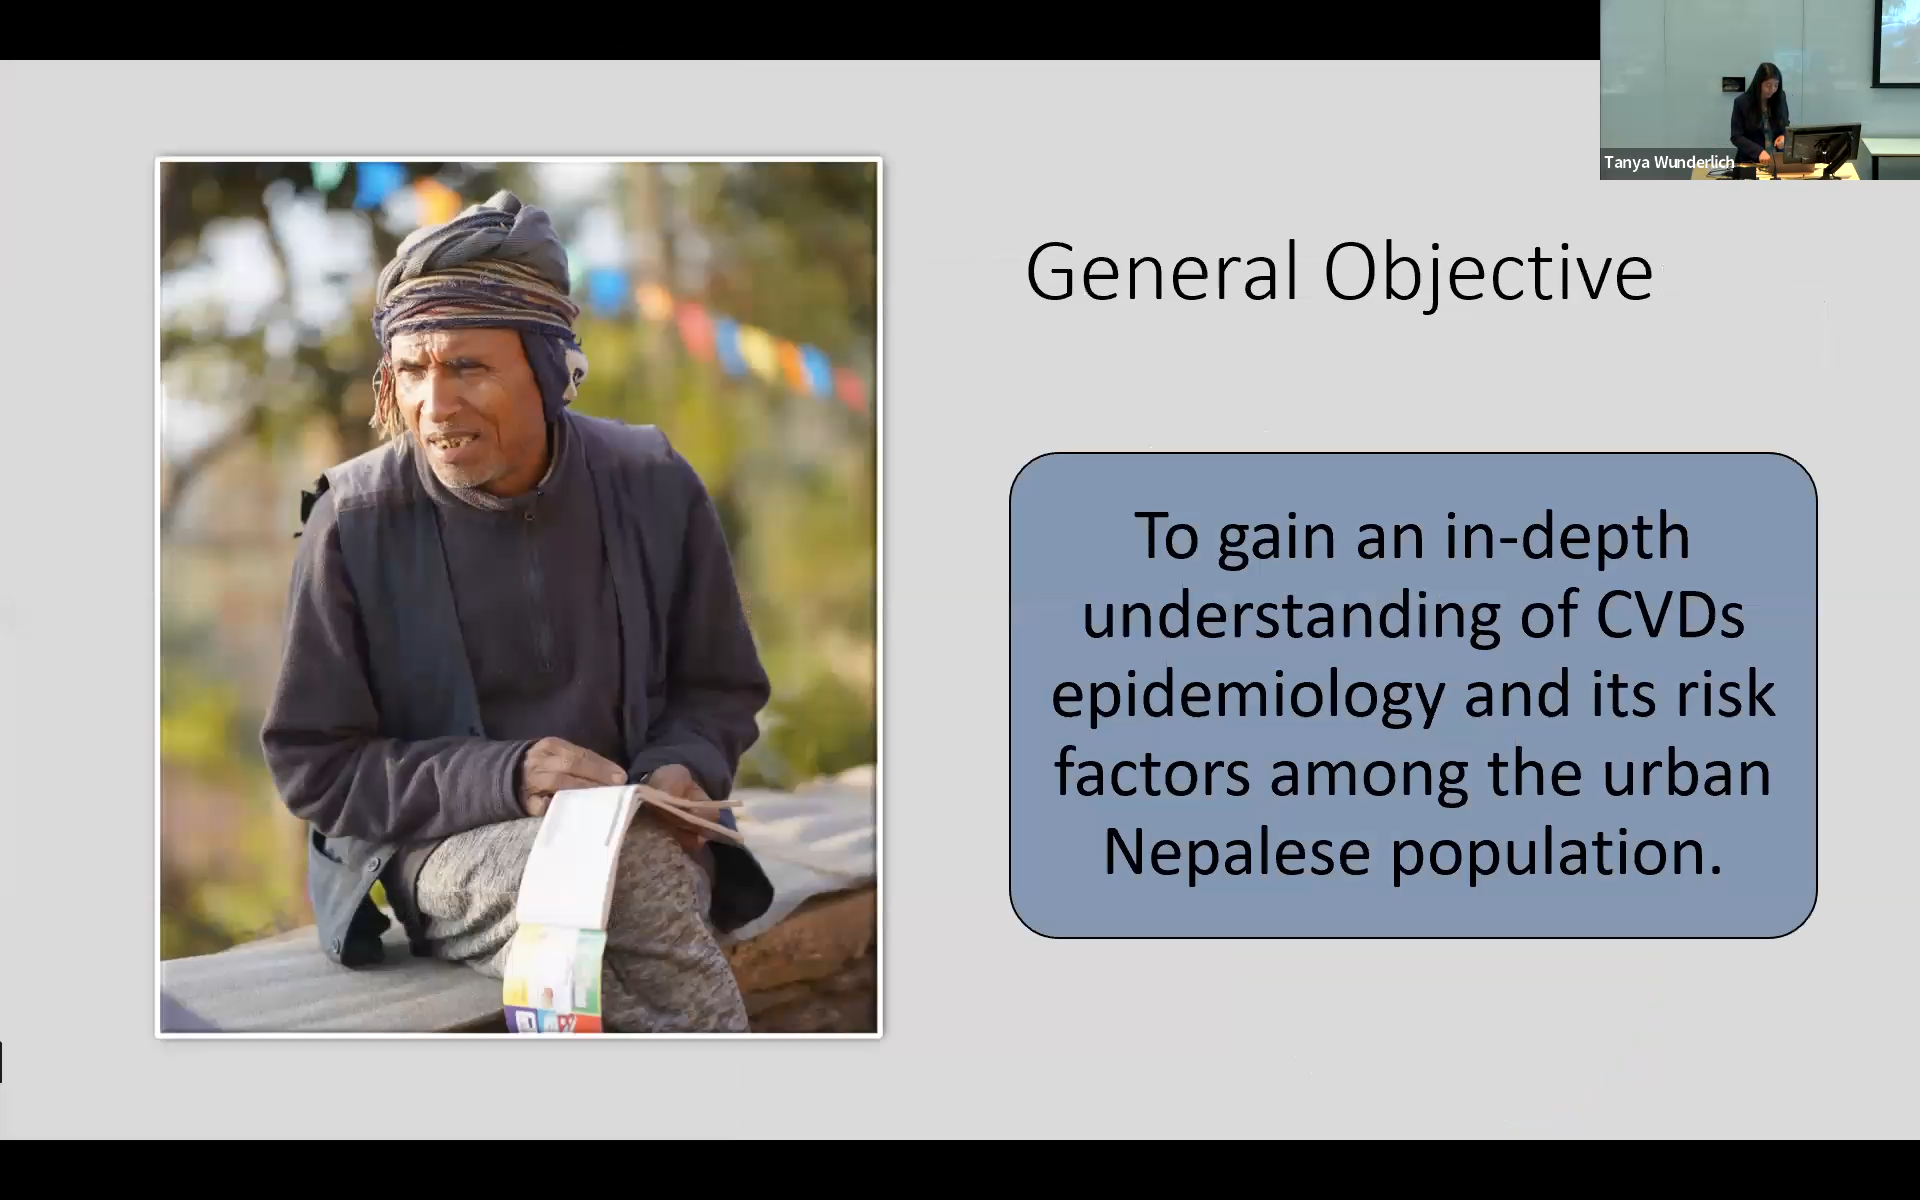 Tanya Wunderlich
General Objective
To gain an in-depth
understanding of CVDs
epidemiology and its risk
factors among the urban
Nepalese population.